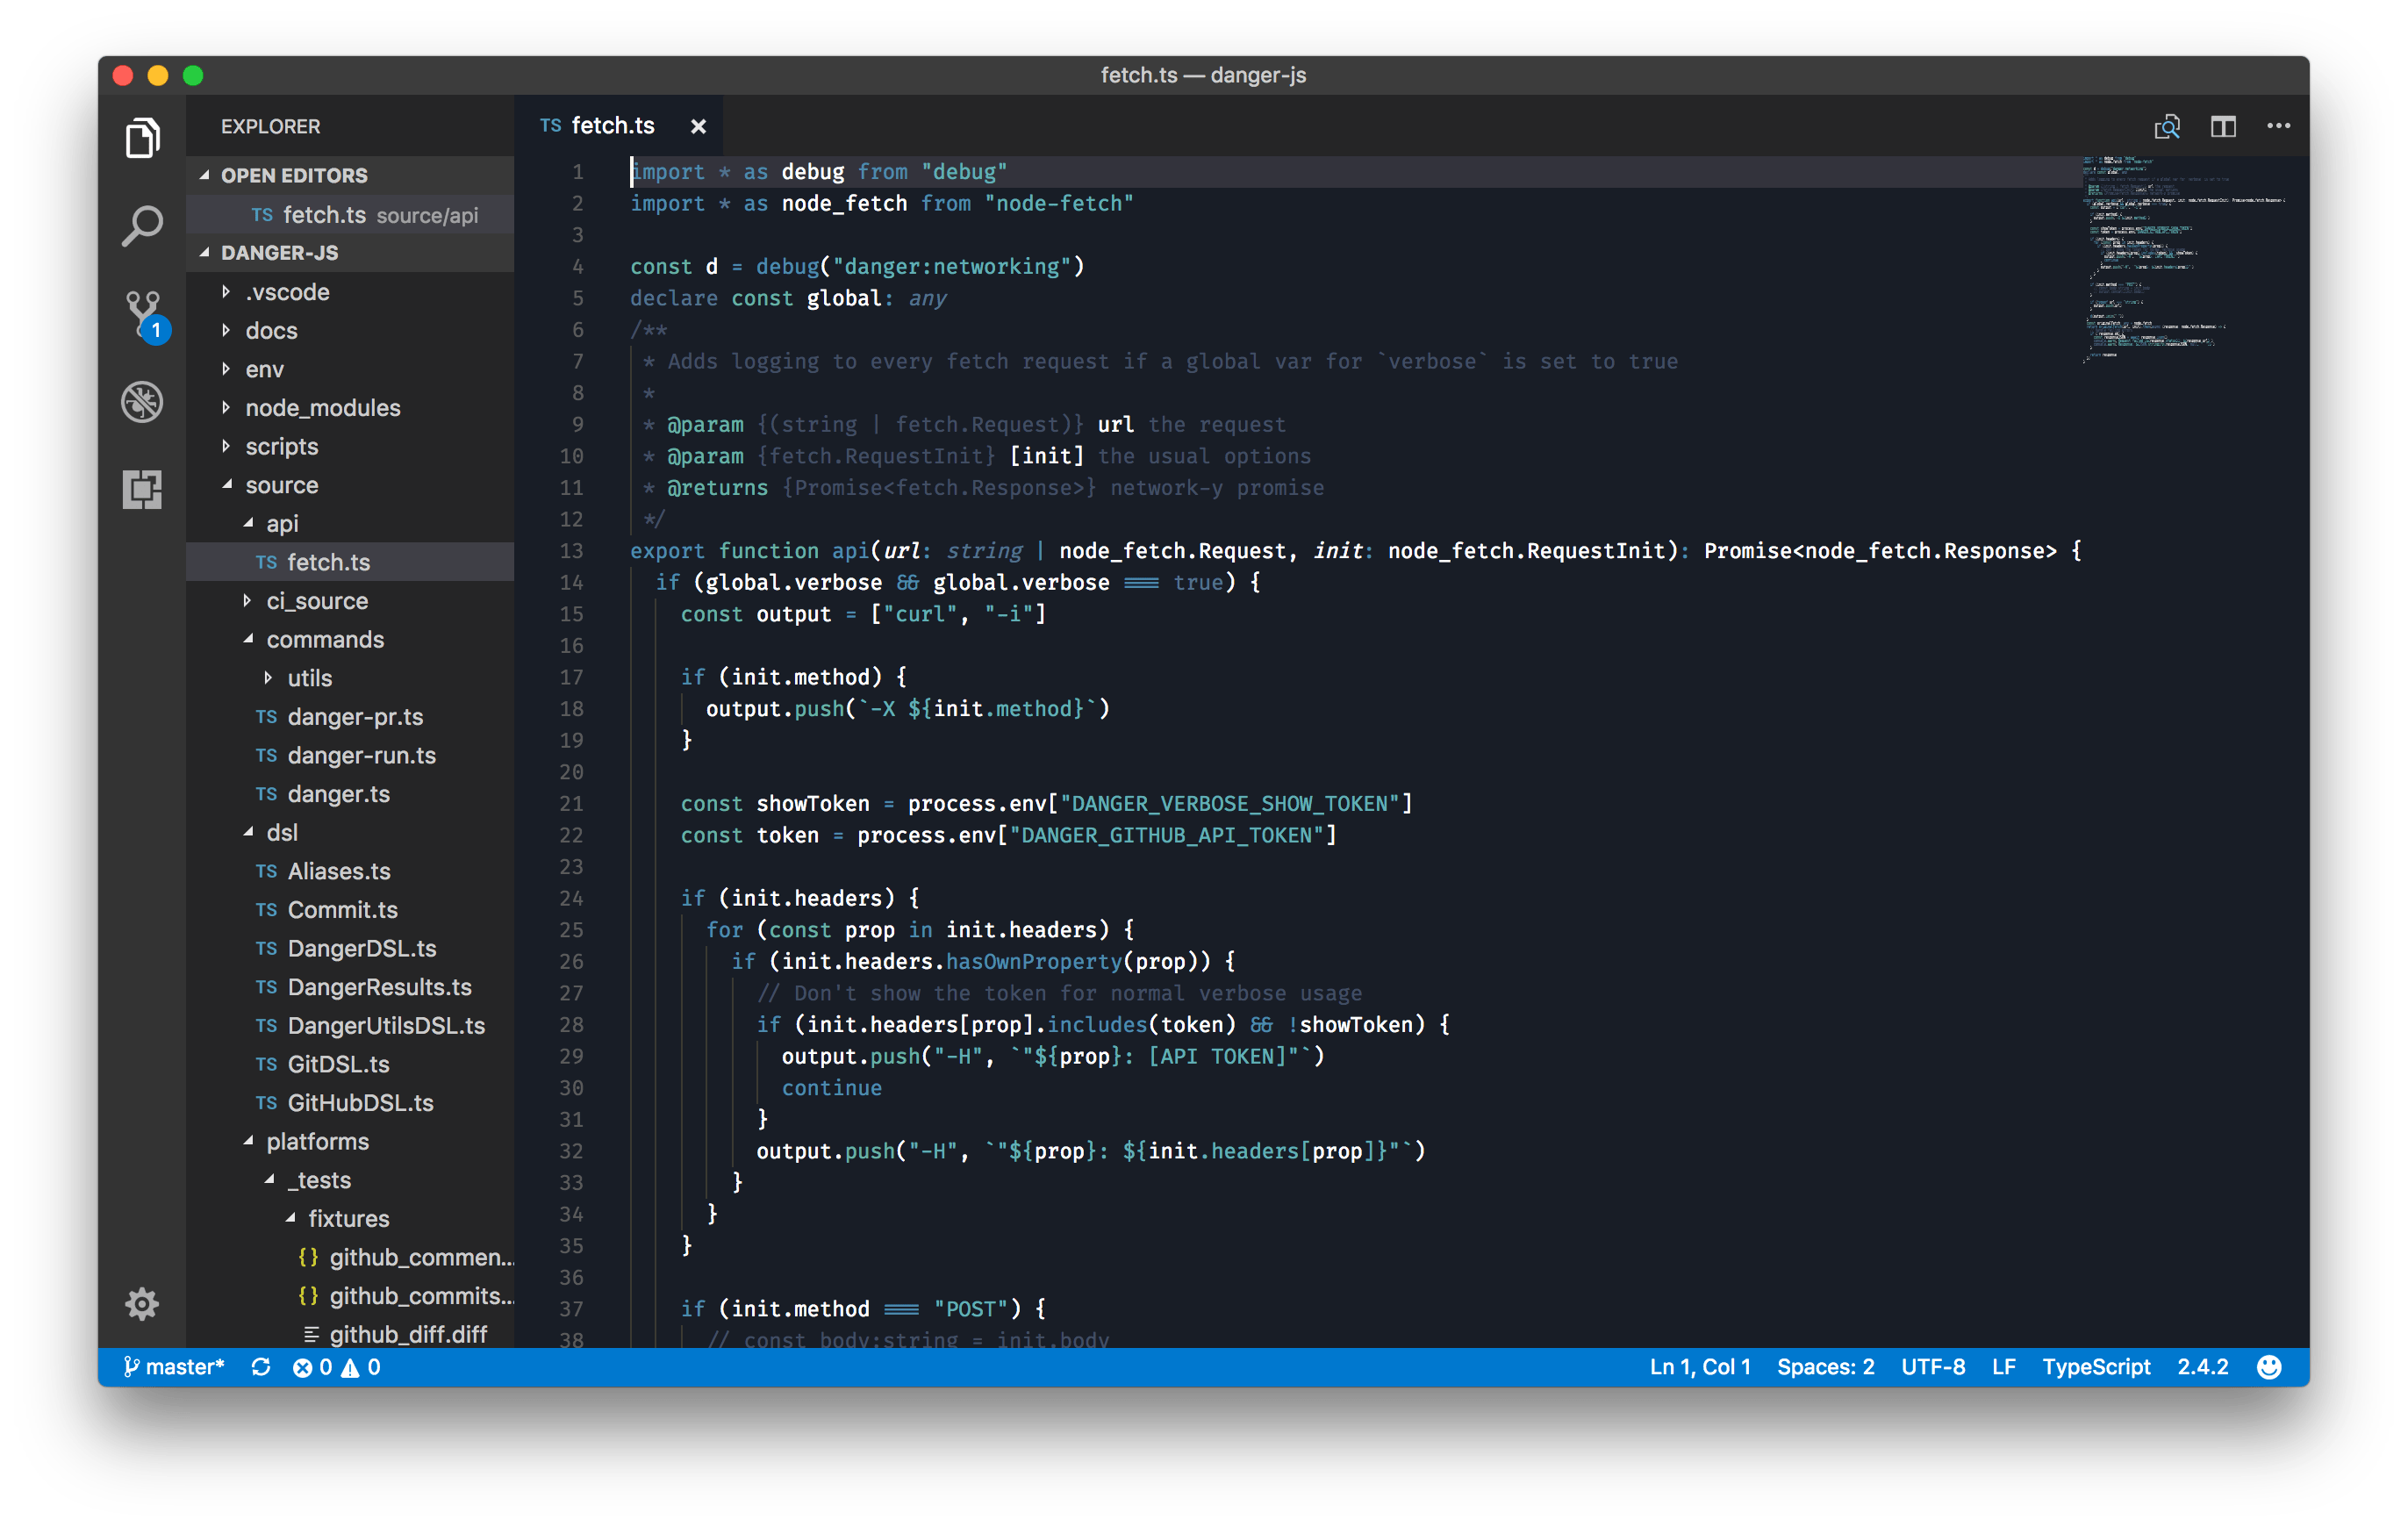 fetch.ts — danger-js
EXPLORER
OPEN EDITORS
TS fetch.ts source/api
DANGER-JS
.vscode
docs
env
node_modules
scripts
source
api
TS fetch.ts
ci_source
commands
utils
TS danger-pr.ts
TS danger-run.ts
TS danger.ts
dsl
TS Aliases.ts
TS Commit.ts
TS DangerDSL.ts
TS DangerResults.ts
TS DangerUtilsDSL.ts
TS GitDSL.ts
TS GitHubDSL.ts
platforms
_tests
fixtures
{} github_commen...
{} github_commits...
github_diff.diff
1
TS fetch.ts ×
1 import * as debug from "debug"
2 import * as node_fetch from "node-fetch"
3
4 const d = debug("danger:networking")
5 declare const global: any
6 /**
7  * Adds logging to every fetch request if a global var for `verbose` is set to true
8  *
9  * @param {(string | fetch.Request)} url the request
10  * @param {fetch.RequestInit} [init] the usual options
11  * @returns {Promise<fetch.Response>} network-y promise
12  */
13 export function api(url: string | node_fetch.Request, init: node_fetch.RequestInit): Promise<node_fetch.Response> {
14   if (global.verbose && global.verbose === true) {
15     const output = ["curl", "-i"]
16
17     if (init.method) {
18       output.push(`-X ${init.method}`)
19     }
20
21     const showToken = process.env["DANGER_VERBOSE_SHOW_TOKEN"]
22     const token = process.env["DANGER_GITHUB_API_TOKEN"]
23
24     if (init.headers) {
25       for (const prop in init.headers) {
26         if (init.headers.hasOwnProperty(prop)) {
27           // Don't show the token for normal verbose usage
28           if (init.headers[prop].includes(token) && !showToken) {
29             output.push("-H", `"${prop}: [API TOKEN]"`)
30             continue
31           }
32           output.push("-H", `"${prop}: ${init.headers[prop]}"`)
33         }
34       }
35     }
36
37     if (init.method === "POST") {
38       // const body:string = init.body
master* 0 0
Ln 1, Col 1 Spaces: 2 UTF-8 LF TypeScript 2.4.2